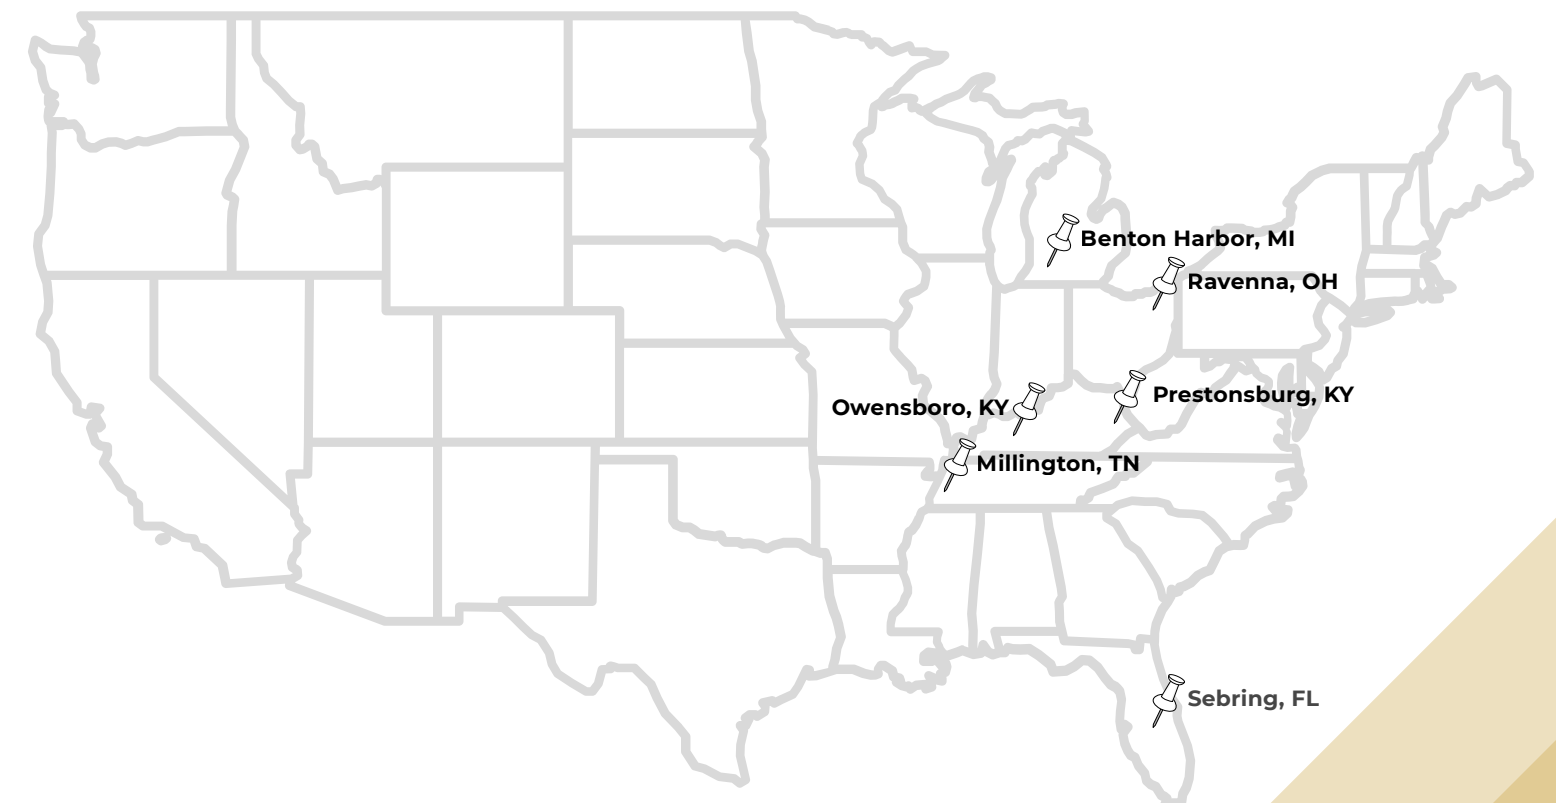 Benton Harbor, MI
Ravenna, OH
Prestonsburg, KY
Owensboro, KY
Millington, TN
Sebring, FL